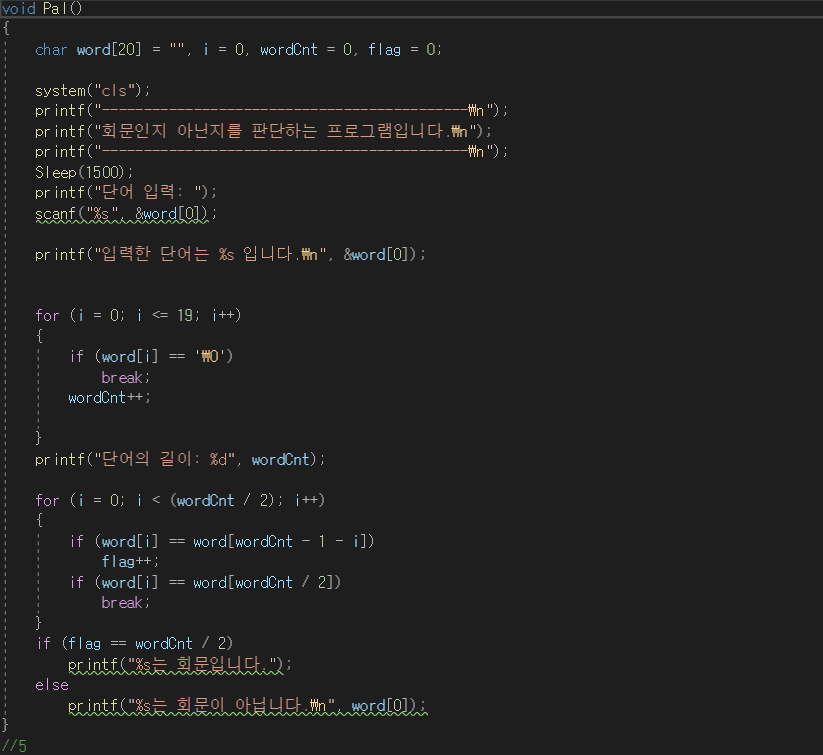 void Pal()
{
char word[20] = "", i = 0, wordCnt = 0, flag = 0;
system("cls");
printf("--------------------------------------------₩n");
printf("회문인지 아닌지를 판단하는 프로그램입니다.₩n");
printf("--------------------------------------------₩n");
Sleep(1500);
printf("단어 입력: ");
scanf("%s", &word[0]);
printf("입력한 단어는 %s 입니다.₩n", &word[0]);
for (i = 0; i <= 19; i++)
{
if (word[i] == '₩0')
break;
wordCnt++;
}
printf("단어의 길이: %d", wordCnt);
for (i = 0; i < (wordCnt / 2); i++)
{
if (word[i] == word[wordCnt - 1 - i])
flag++;
if (word[i] == word[wordCnt / 2])
break;
}
if (flag == wordCnt / 2)
printf("%s는 회문입니다.");
else
printf("%s는 회문이 아닙니다.₩n", word[0]);
}
//5